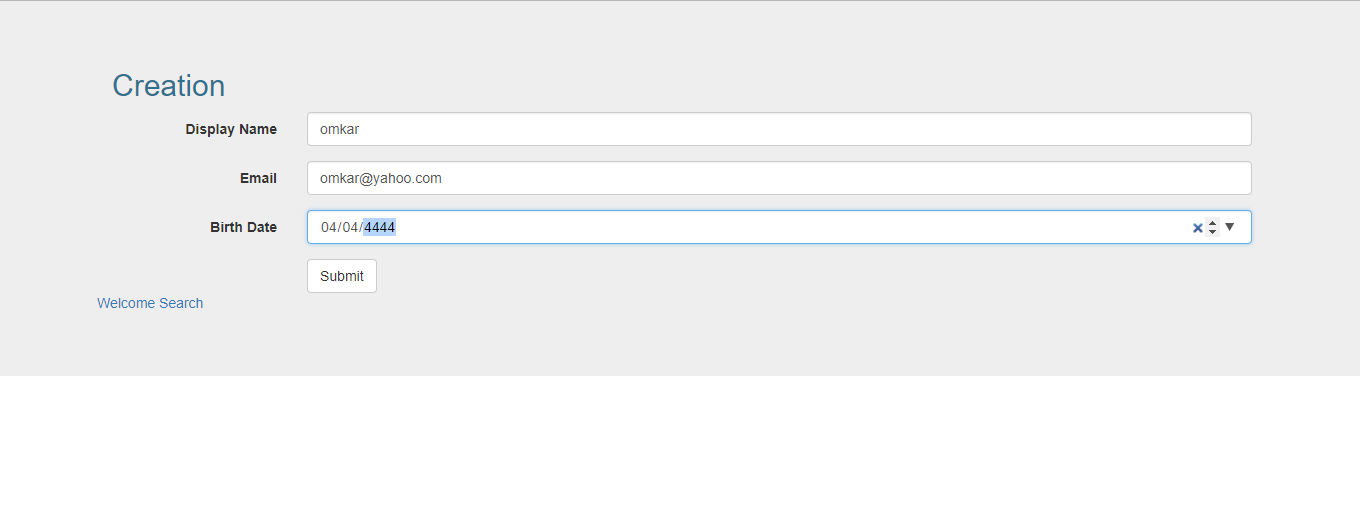 Creation
Display Name omkar
Email omkar@yahoo.com
Birth Date 04/04/4444
Submit
Welcome Search